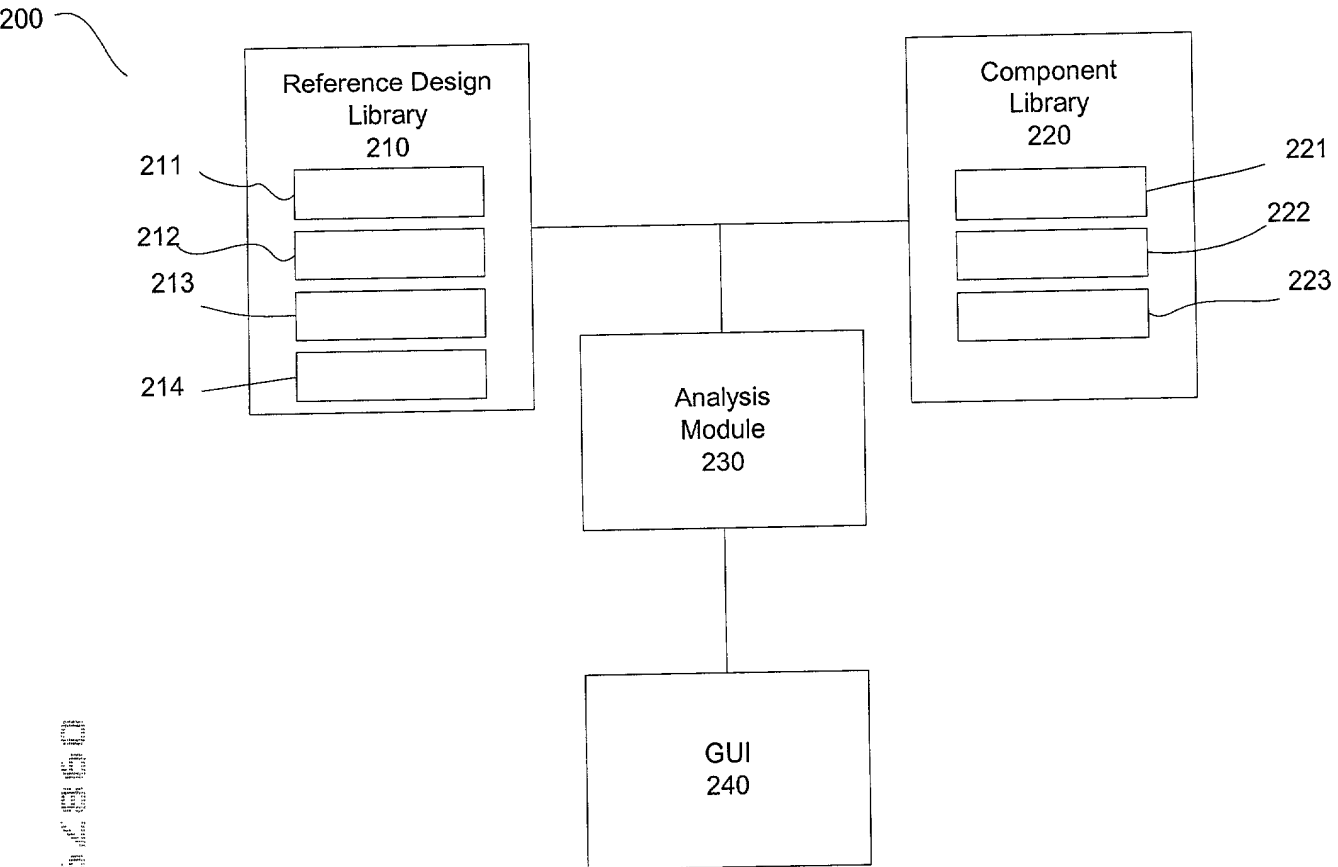 200
Reference Design
Library
210
211
212
213
214
Component
Library
220
221
222
223
Analysis
Module
230
GUI
240